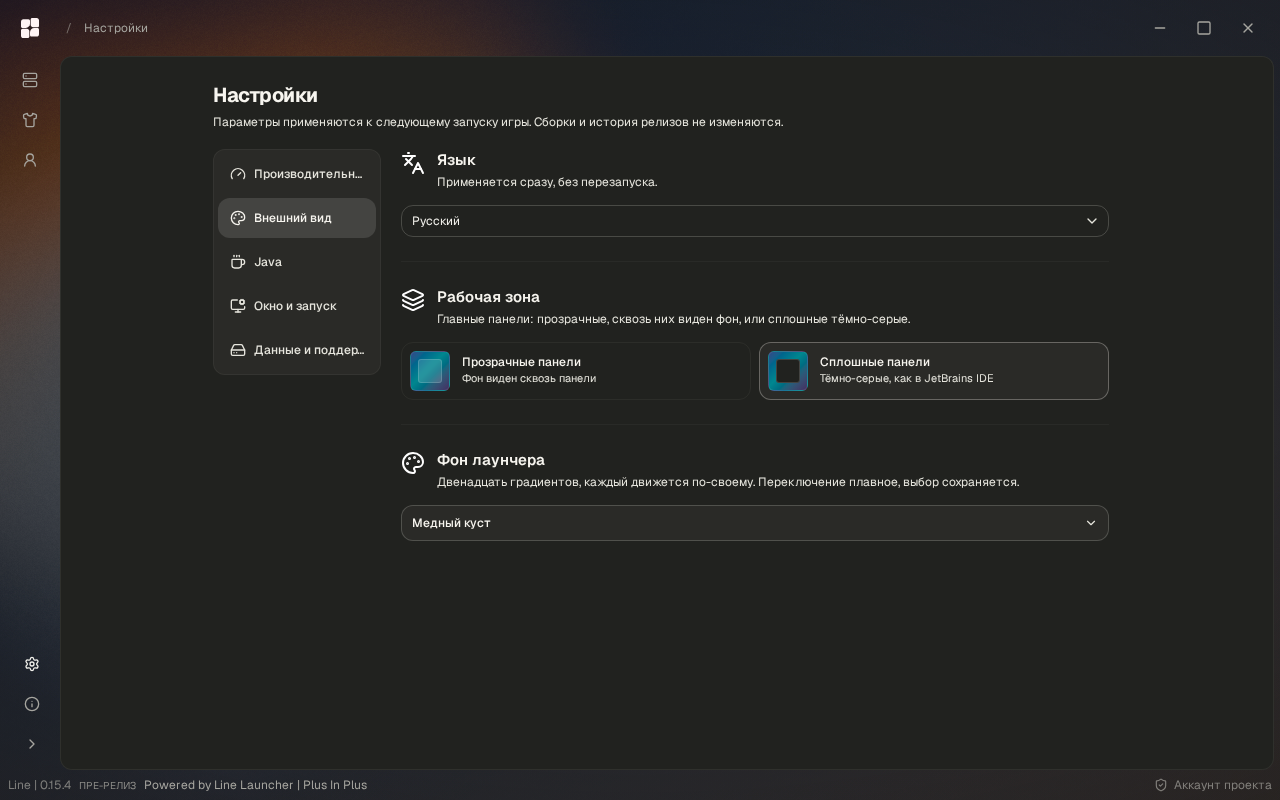 / Настройки
Настройки
Параметры применяются к следующему запуску игры. Сборки и история релизов не изменяются.
Производительн...
Внешний вид
Java
Окно и запуск
Данные и поддер...
Язык
Применяется сразу, без перезапуска.
Русский
Рабочая зона
Главные панели: прозрачные, сквозь них виден фон, или сплошные тёмно-серые.
Прозрачные панели
Фон виден сквозь панели
Сплошные панели
Тёмно-серые, как в JetBrains IDE
Фон лаунчера
Двенадцать градиентов, каждый движется по-своему. Переключение плавное, выбор сохраняется.
Медный куст
Line | 0.15.4 ПРЕ-РЕЛИЗ Powered by Line Launcher | Plus In Plus
Аккаунт проекта